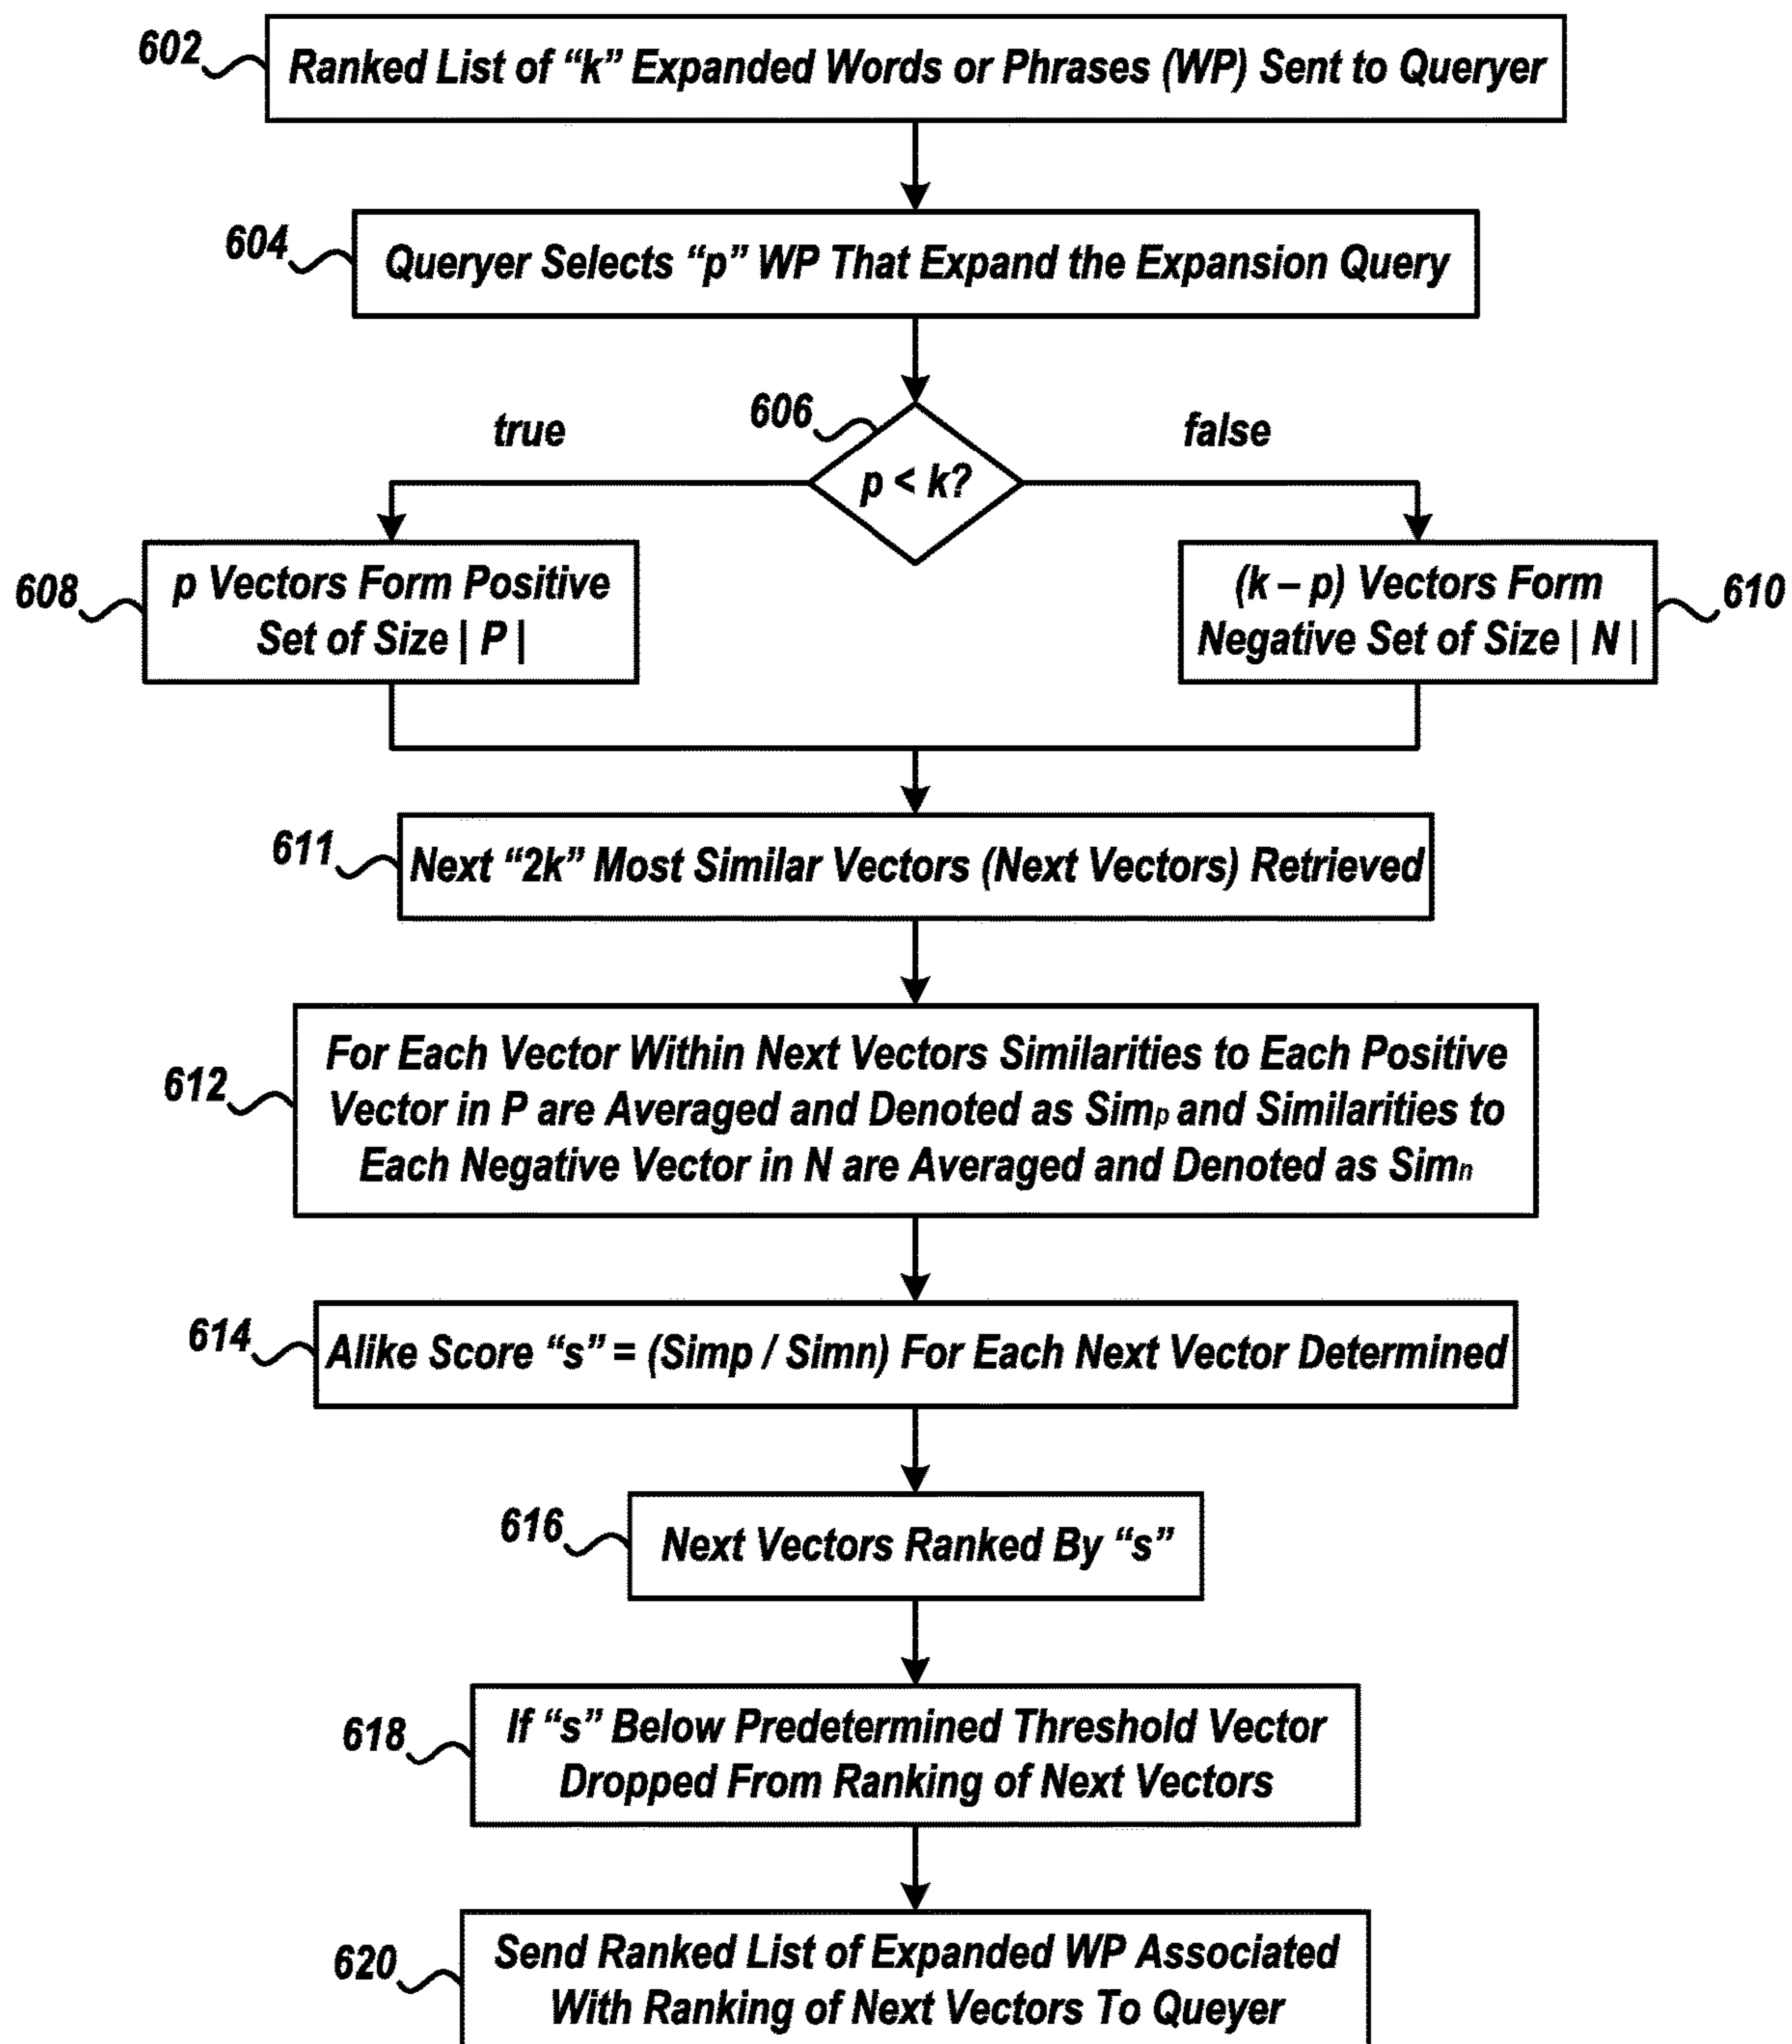 602
Ranked List of “k” Expanded Words or Phrases (WP) Sent to Queryer
604
Queryer Selects “p” WP That Expand the Expansion Query
606
true
false
p < k?
608
p Vectors Form Positive
Set of Size | P |
(k – p) Vectors Form
Negative Set of Size | N |
610
611
Next “2k” Most Similar Vectors (Next Vectors) Retrieved
612
For Each Vector Within Next Vectors Similarities to Each Positive
Vector in P are Averaged and Denoted as Simp and Similarities to
Each Negative Vector in N are Averaged and Denoted as Simn
614
Alike Score “s” = (Simp / Simn) For Each Next Vector Determined
616
Next Vectors Ranked By “s”
618
If “s” Below Predetermined Threshold Vector
Dropped From Ranking of Next Vectors
620
Send Ranked List of Expanded WP Associated
With Ranking of Next Vectors To Queyer